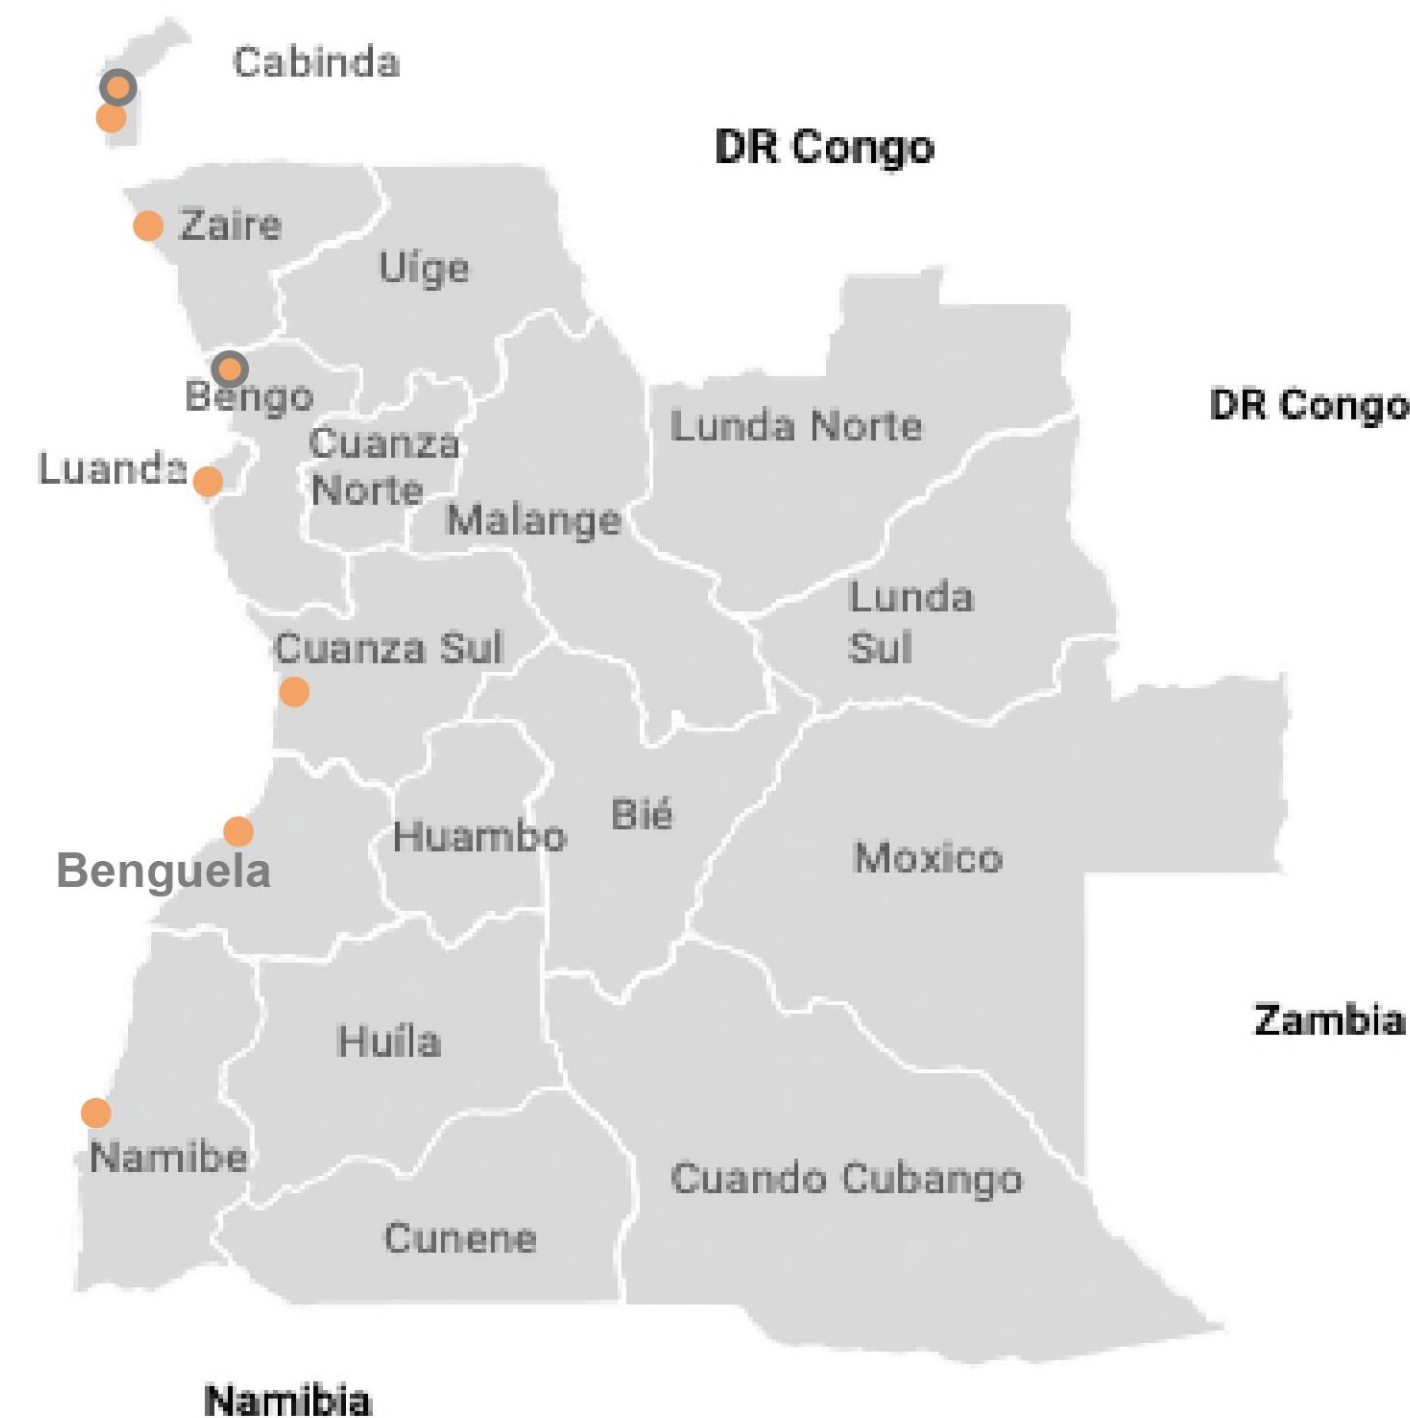 Cabinda
DR Congo
Zaire
Uíge
Bengo
DR Congo
Lunda Norte
Cuanza
Norte
Luanda
Malange
Lunda
Sul
Cuanza Sul
Bié
Huambo
Moxico
Benguela
Zambia
Huíla
Namibe
Cuando Cubango
Cunene
Namibia